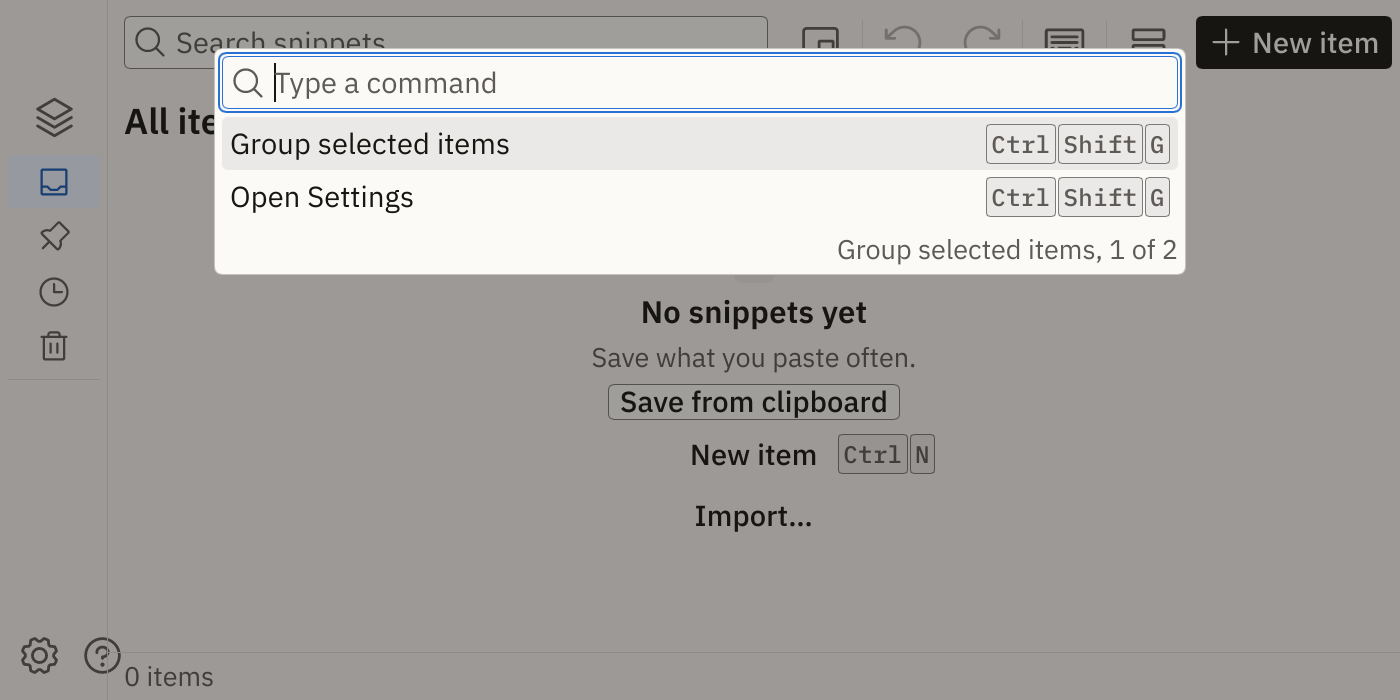 Search snippets
New item
Type a command
All ite
Group selected items Ctrl Shift G
Open Settings Ctrl Shift G
Group selected items, 1 of 2
No snippets yet
Save what you paste often.
Save from clipboard
New item Ctrl N
Import...
0 items